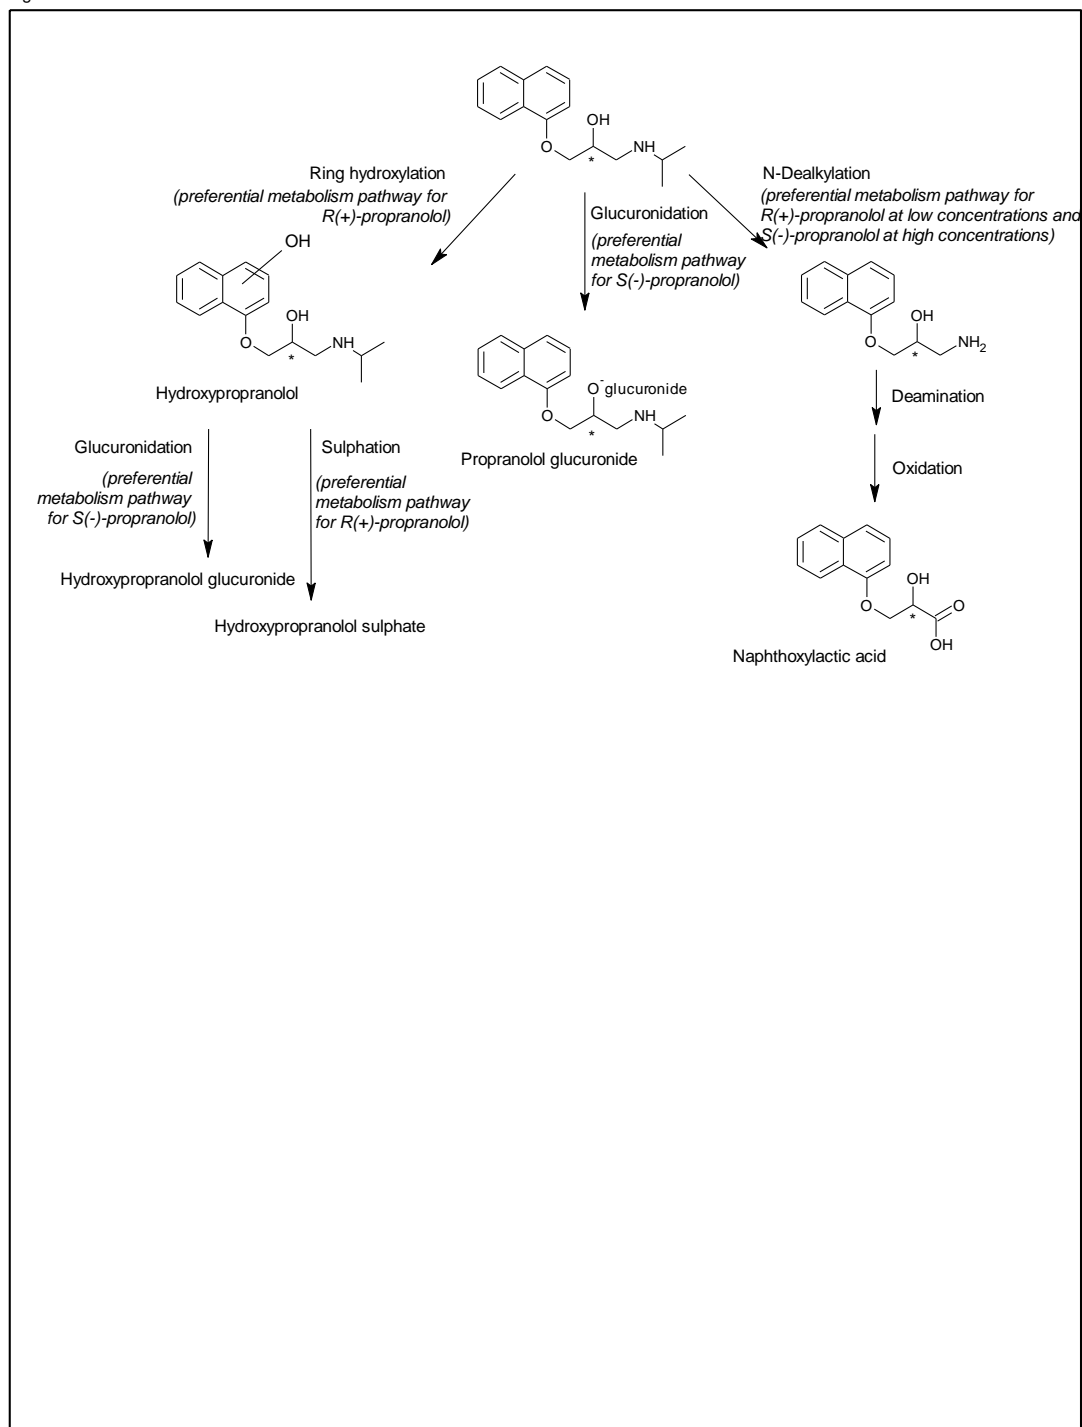 OH
O
*
NH
Ring hydroxylation
(preferential metabolism pathway for
R(+)-propranolol)
Glucuronidation
(preferential
metabolism pathway
for S(-)-propranolol)
N-Dealkylation
(preferential metabolism pathway for
R(+)-propranolol at low concentrations and
S(-)-propranolol at high concentrations)
OH
OH
O
*
NH
Hydroxypropranolol
O-glucuronide
O
*
NH
Propranolol glucuronide
OH
O
*
NH2
Deamination
Oxidation
Glucuronidation
(preferential
metabolism pathway
for S(-)-propranolol)
Sulphation
(preferential
metabolism pathway
for R(+)-propranolol)
Hydroxypropranolol glucuronide
Hydroxypropranolol sulphate
OH
O
*
O
OH
Naphthoxylactic acid